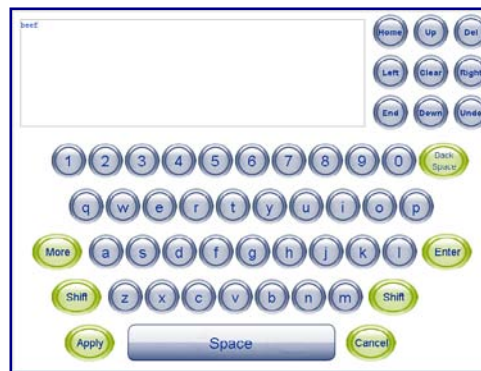 beef
Home Up Del
Left Clear Right
End Down Undo
1 2 3 4 5 6 7 8 9 0 Back Space
q w e r t y u i o p
More a s d f g h j k l Enter
Shift z x c v b n m Shift
Apply Space Cancel